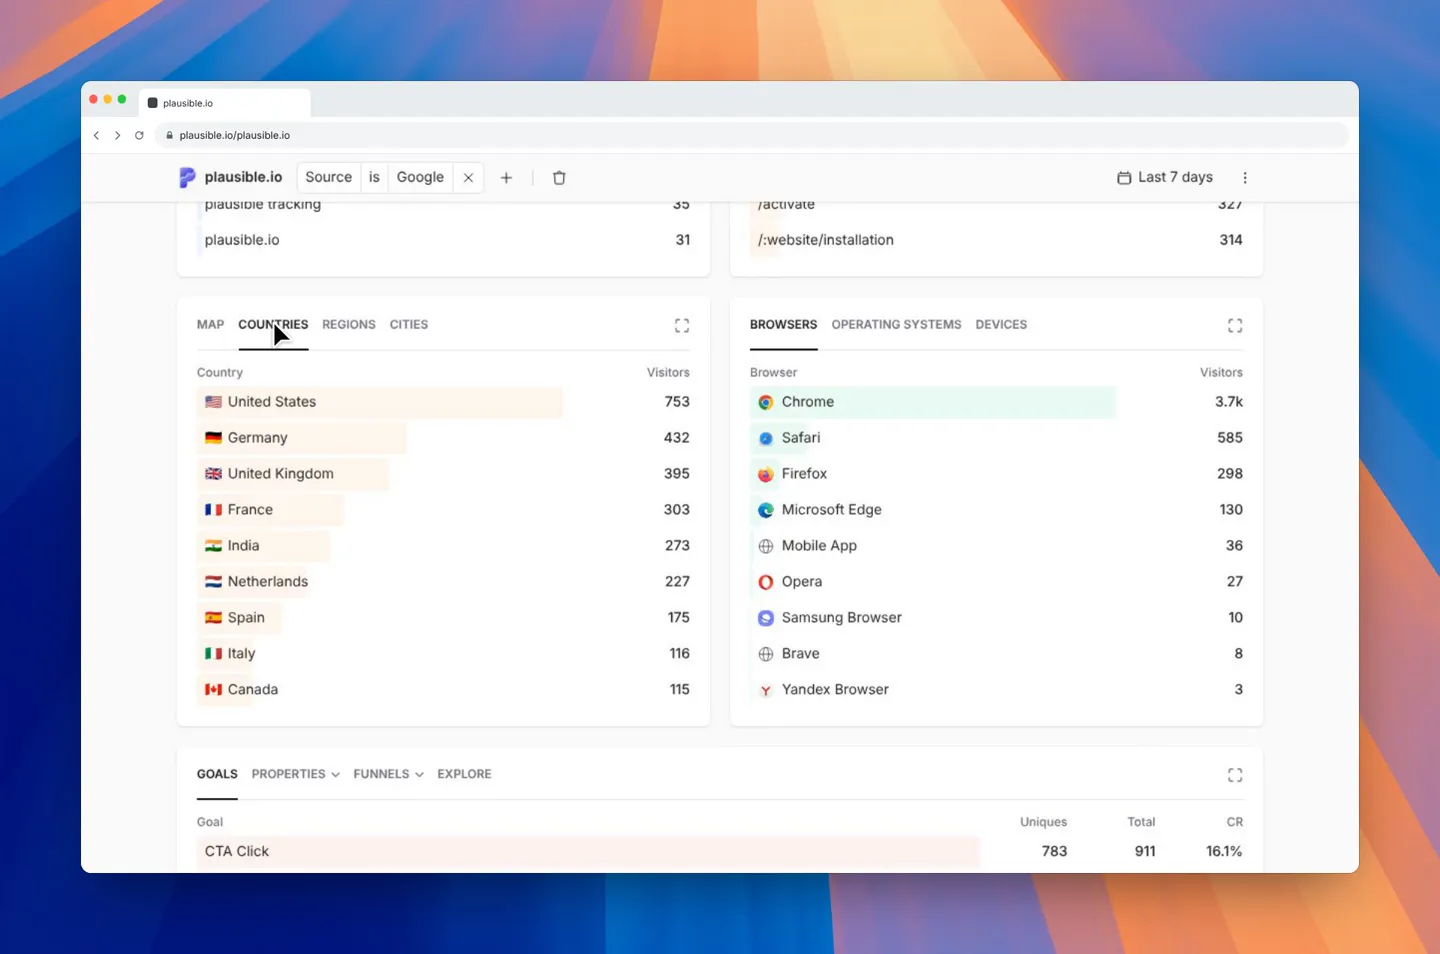 plausible.io
plausible.io/plausible.io
plausible.io Source is Google Last 7 days
plausible tracking 35
plausible.io 31
/activate 327
/:website/installation 314
MAP COUNTRIES REGIONS CITIES
Country Visitors
United States 753
Germany 432
United Kingdom 395
France 303
India 273
Netherlands 227
Spain 175
Italy 116
Canada 115
BROWSERS OPERATING SYSTEMS DEVICES
Browser Visitors
Chrome 3.7k
Safari 585
Firefox 298
Microsoft Edge 130
Mobile App 36
Opera 27
Samsung Browser 10
Brave 8
Yandex Browser 3
GOALS PROPERTIES FUNNELS EXPLORE
Goal Uniques Total CR
CTA Click 783 911 16.1%